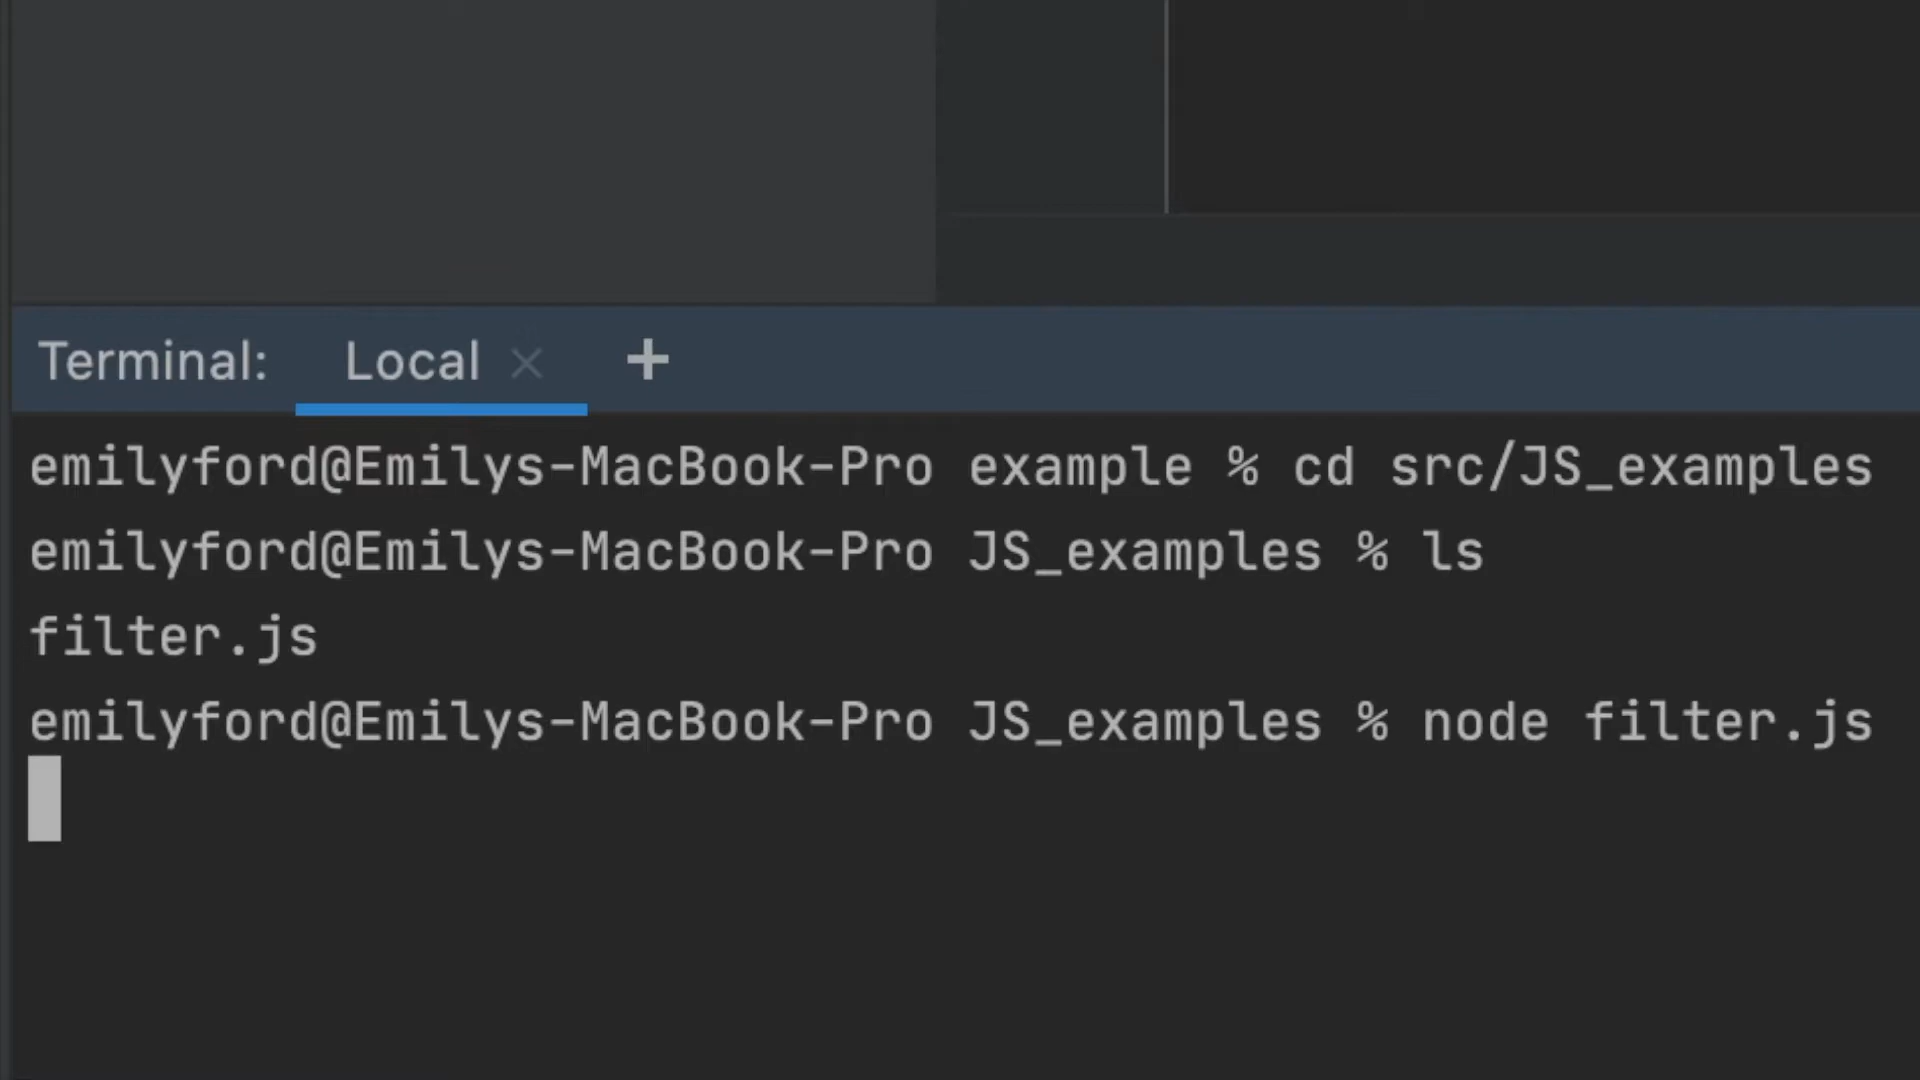 Terminal: Local × +
emilyford@Emilys-MacBook-Pro example % cd src/JS_examples
emilyford@Emilys-MacBook-Pro JS_examples % ls
filter.js
emilyford@Emilys-MacBook-Pro JS_examples % node filter.js